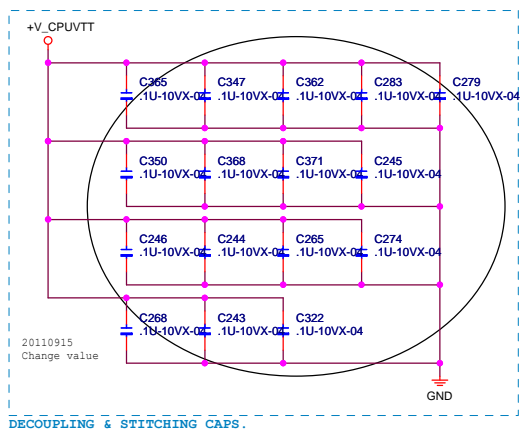 +V_CPUVTT
C365 C347 C362 C283 C279
.1U-10VX-04 .1U-10VX-04 .1U-10VX-04 .1U-10VX-04 .1U-10VX-04
C350 C368 C371 C245
.1U-10VX-04 .1U-10VX-04 .1U-10VX-04 .1U-10VX-04
C246 C244 C265 C274
.1U-10VX-04 .1U-10VX-04 .1U-10VX-04 .1U-10VX-04
C268 C243 C322
.1U-10VX-04 .1U-10VX-04 .1U-10VX-04
20110915
Change value
GND
DECOUPLING & STITCHING CAPS.